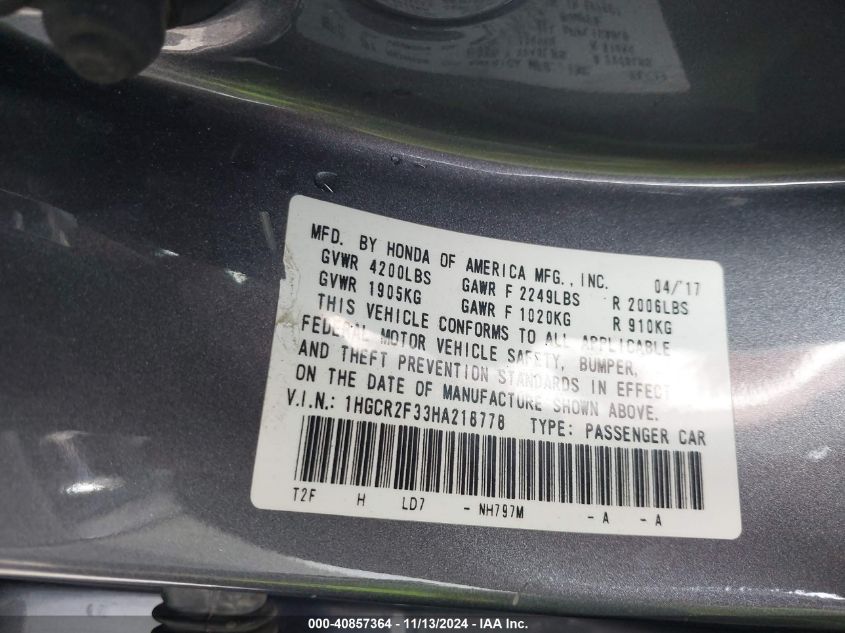 MFD. BY HONDA OF AMERICA MFG., INC. 04/'17
GVWR 4200LBS GAWR F 2249LBS R 2006LBS
GVWR 1905KG GAWR F 1020KG R 910KG
THIS VEHICLE CONFORMS TO ALL APPLICABLE
FEDERAL MOTOR VEHICLE SAFETY, BUMPER,
AND THEFT PREVENTION STANDARDS IN EFFECT
ON THE DATE OF MANUFACTURE SHOWN ABOVE.
V.I.N.: 1HGCR2F33HA218778 TYPE: PASSENGER CAR
T2F H LD7 - NH797M - A - A
000-40857364 - 11/13/2024 - IAA Inc.